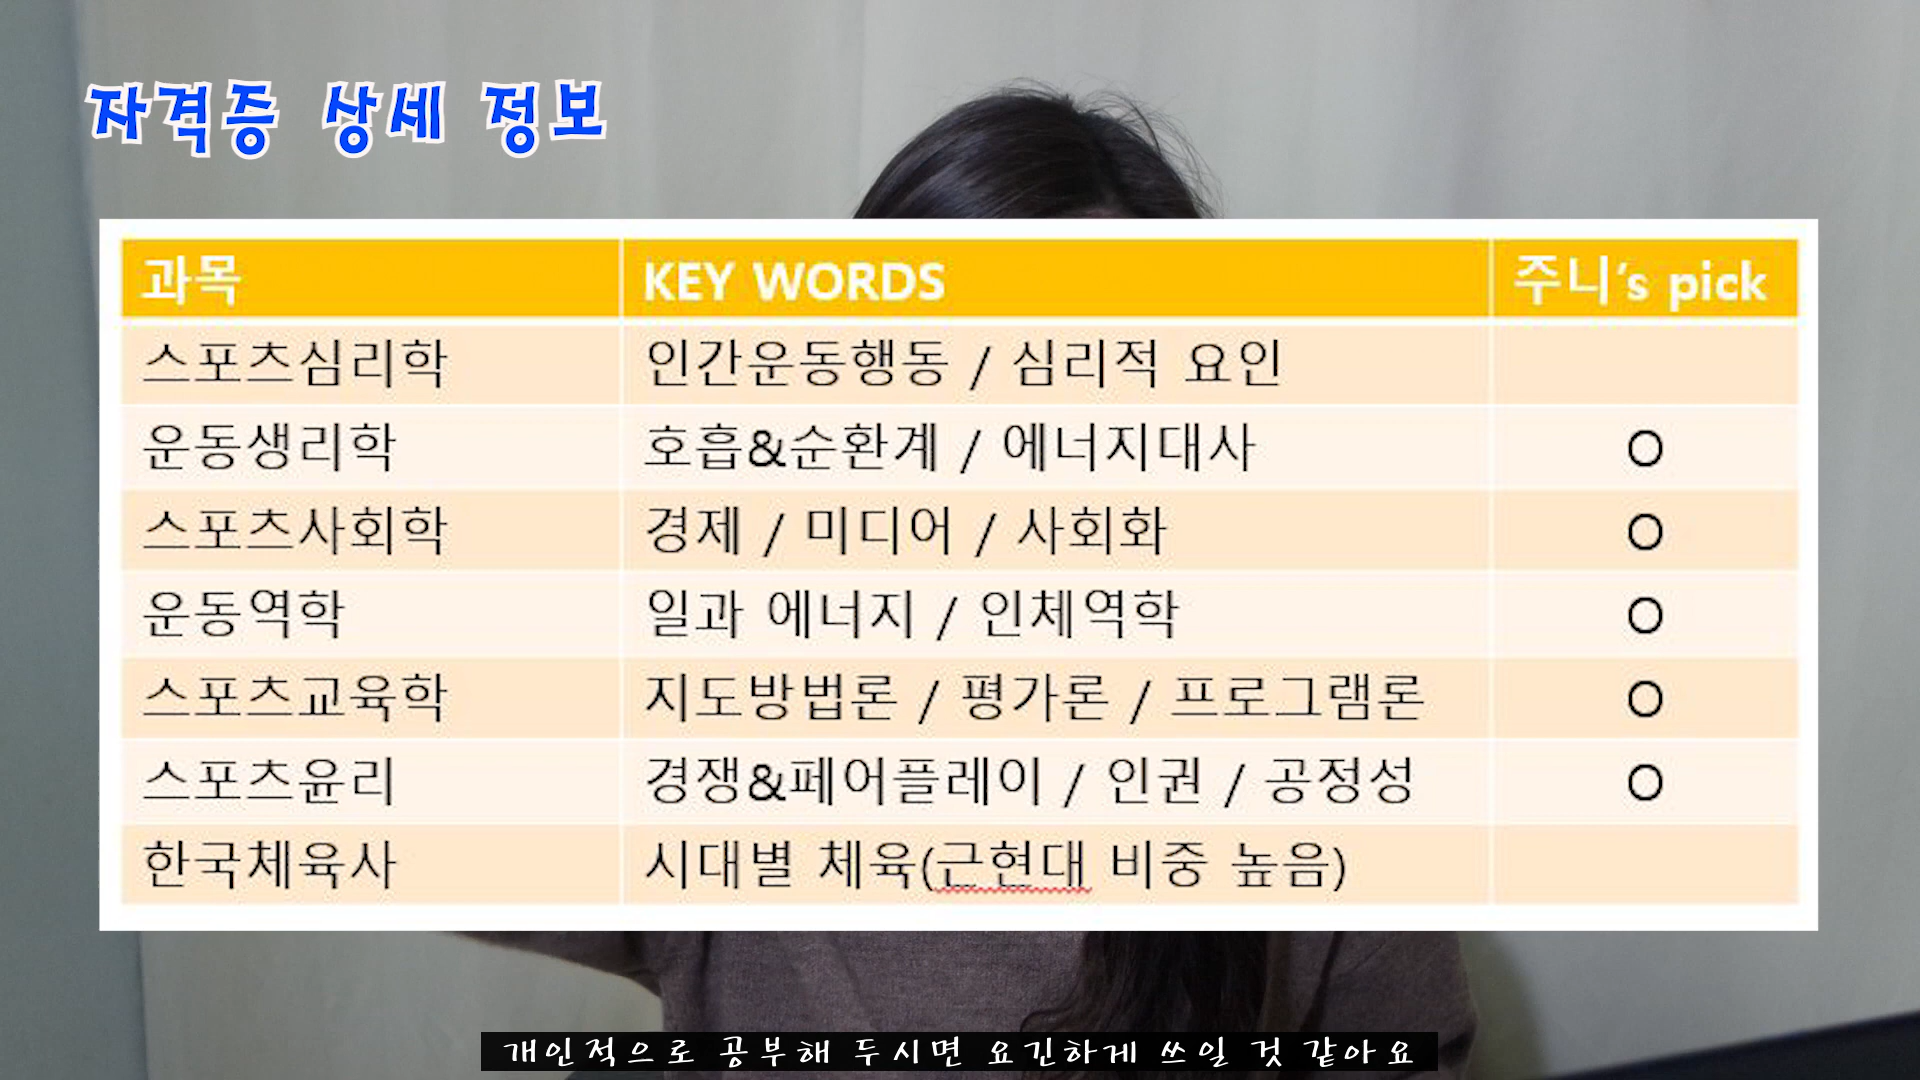 자격증 상세 정보
과목 KEY WORDS 주니's pick
스포츠심리학 인간운동행동 / 심리적 요인
운동생리학 호흡&순환계 / 에너지대사 O
스포츠사회학 경제 / 미디어 / 사회화 O
운동역학 일과 에너지 / 인체역학 O
스포츠교육학 지도방법론 / 평가론 / 프로그램론 O
스포츠윤리 경쟁&페어플레이 / 인권 / 공정성 O
한국체육사 시대별 체육(근현대 비중 높음)
개인적으로 공부해 두시면 요긴하게 쓰일 것 같아요